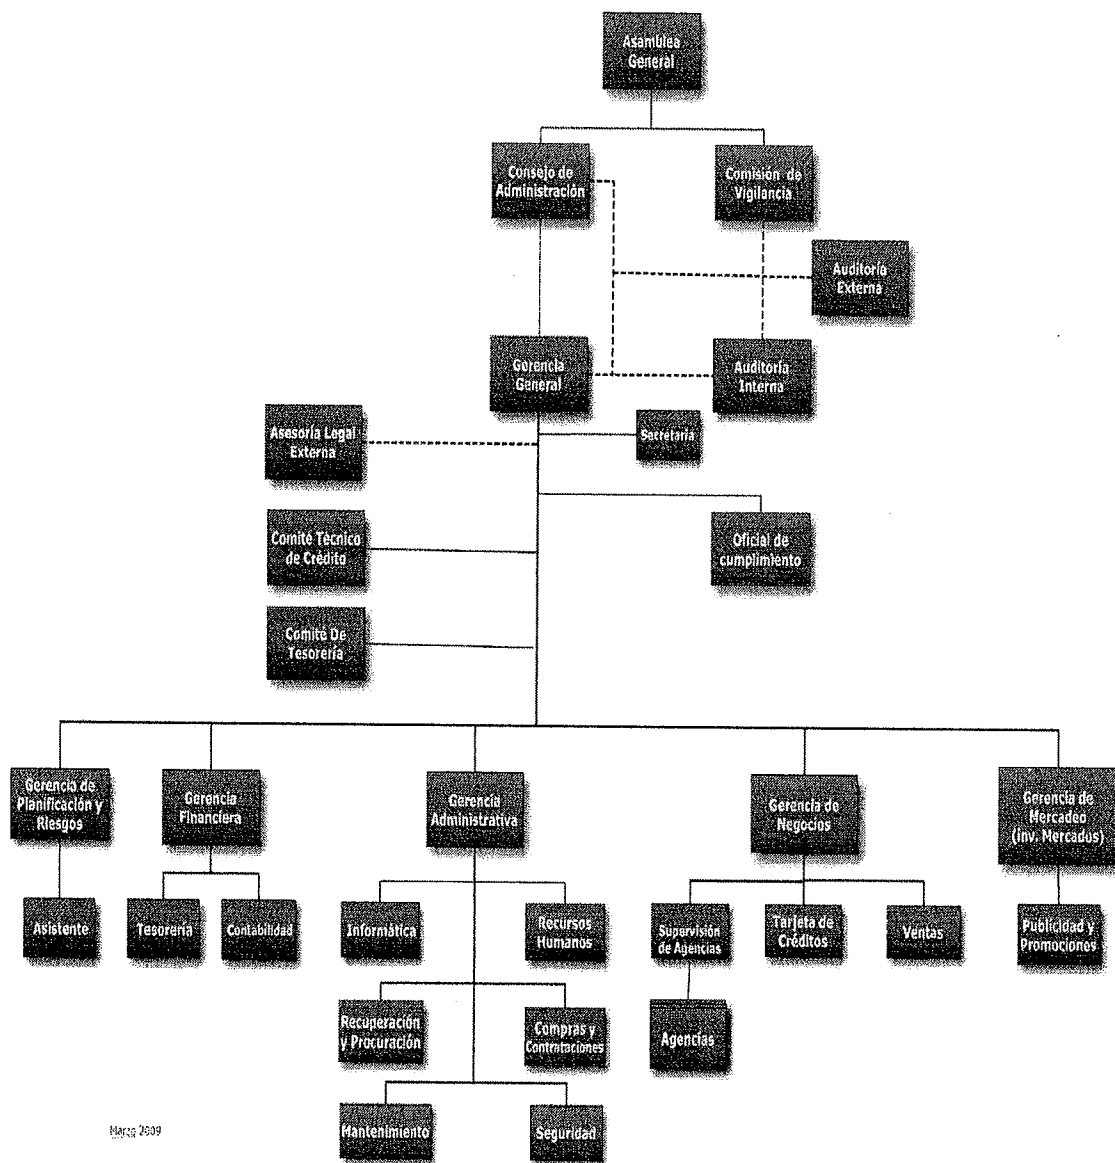 Asamblea
General
Consejo de
Administración
Comisión de
Vigilancia
Auditoría
Externa
Gerencia
General
Auditoría
Interna
Asesoría Legal
Externa
Secretaria
Comité Técnico
de Crédito
Oficial de
cumplimiento
Comité De
Tesorería
Gerencia de
Planificación y
Riesgos
Gerencia
Financiera
Gerencia
Administrativa
Gerencia de
Negocios
Gerencia de
Mercadeo
(inv. Mercados)
Asistente
Tesorería
Contabilidad
Informática
Recursos
Humanos
Supervisión
de Agencias
Tarjeta de
Créditos
Ventas
Publicidad y
Promociones
Recuperación
y Procuración
Compras y
Contrataciones
Agencias
Mantenimiento
Seguridad
Marzo 2009